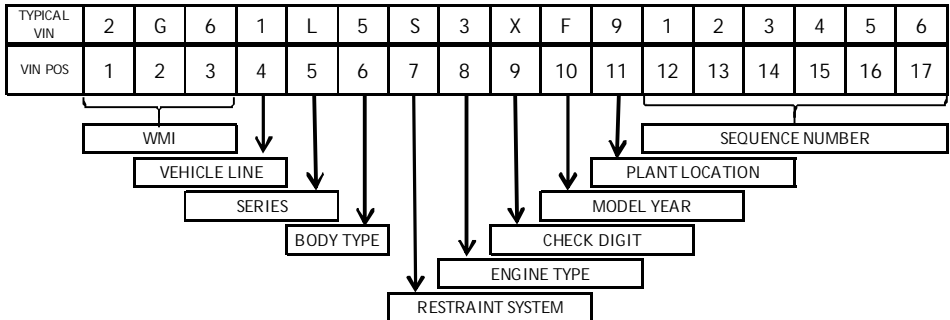 TYPICAL VIN 2 G 6 1 L 5 S 3 X F 9 1 2 3 4 5 6
VIN POS 1 2 3 4 5 6 7 8 9 10 11 12 13 14 15 16 17
WMI SEQUENCE NUMBER
VEHICLE LINE PLANT LOCATION
SERIES MODEL YEAR
BODY TYPE CHECK DIGIT
ENGINE TYPE
RESTRAINT SYSTEM